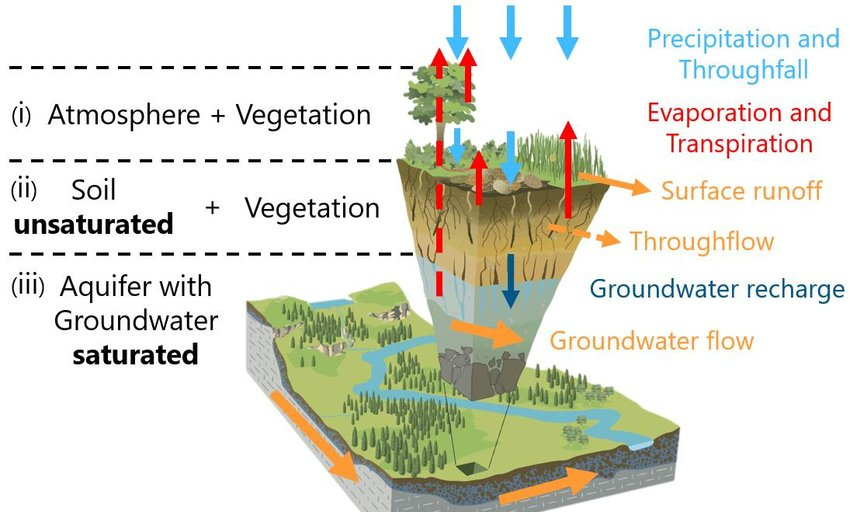 Precipitation and
Throughfall
(i) Atmosphere + Vegetation
Evaporation and
Transpiration
(ii) Soil
unsaturated + Vegetation
Surface runoff
Throughflow
(iii) Aquifer with
Groundwater
saturated
Groundwater recharge
Groundwater flow